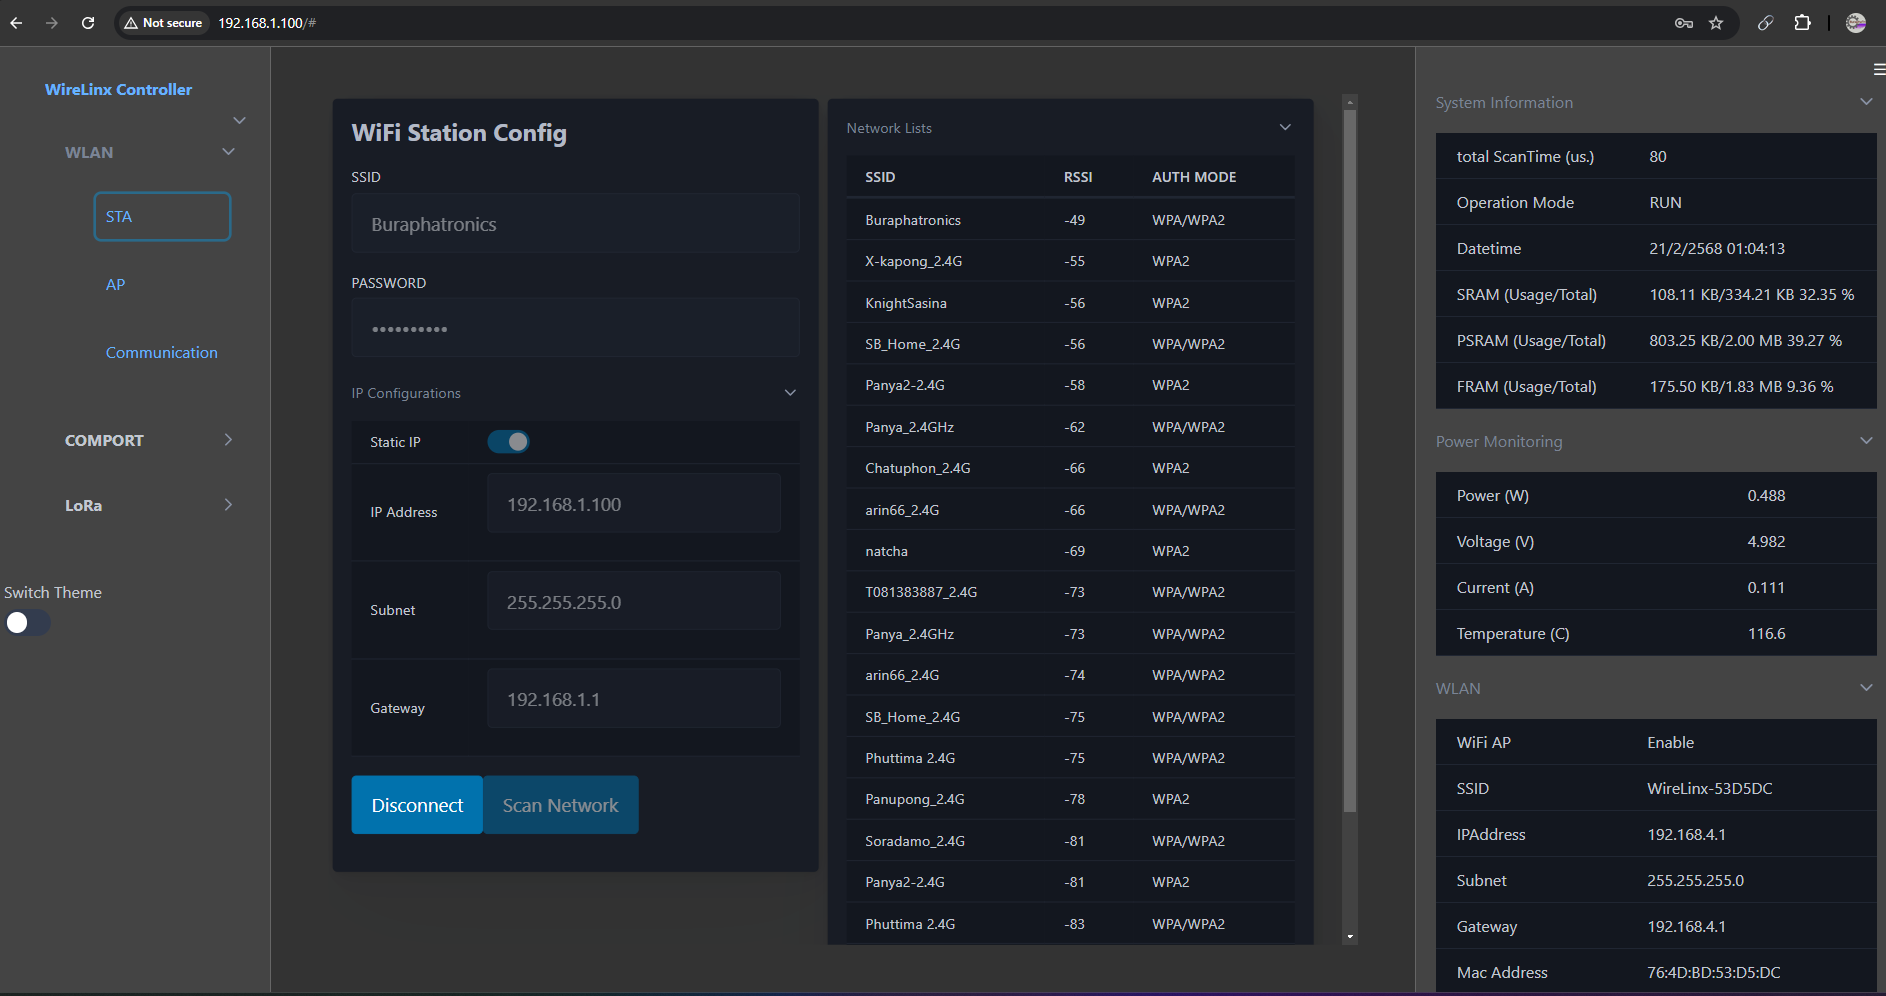 Not secure 192.168.1.100/#
WireLinx Controller
WLAN
STA
AP
Communication
COMPORT
LoRa
Switch Theme
WiFi Station Config
SSID
Buraphatronics
PASSWORD
••••••••••
IP Configurations
Static IP
IP Address 192.168.1.100
Subnet 255.255.255.0
Gateway 192.168.1.1
Disconnect Scan Network
Network Lists
SSID RSSI AUTH MODE
Buraphatronics -49 WPA/WPA2
X-kapong_2.4G -55 WPA2
KnightSasina -56 WPA2
SB_Home_2.4G -56 WPA/WPA2
Panya2-2.4G -58 WPA2
Panya_2.4GHz -62 WPA/WPA2
Chatuphon_2.4G -66 WPA2
arin66_2.4G -66 WPA/WPA2
natcha -69 WPA2
T081383887_2.4G -73 WPA/WPA2
Panya_2.4GHz -73 WPA/WPA2
arin66_2.4G -74 WPA/WPA2
SB_Home_2.4G -75 WPA/WPA2
Phuttima 2.4G -75 WPA/WPA2
Panupong_2.4G -78 WPA2
Soradamo_2.4G -81 WPA/WPA2
Panya2-2.4G -81 WPA2
Phuttima 2.4G -83 WPA/WPA2
System Information
total ScanTime (us.) 80
Operation Mode RUN
Datetime 21/2/2568 01:04:13
SRAM (Usage/Total) 108.11 KB/334.21 KB 32.35 %
PSRAM (Usage/Total) 803.25 KB/2.00 MB 39.27 %
FRAM (Usage/Total) 175.50 KB/1.83 MB 9.36 %
Power Monitoring
Power (W) 0.488
Voltage (V) 4.982
Current (A) 0.111
Temperature (C) 116.6
WLAN
WiFi AP Enable
SSID WireLinx-53D5DC
IPAddress 192.168.4.1
Subnet 255.255.255.0
Gateway 192.168.4.1
Mac Address 76:4D:BD:53:D5:DC